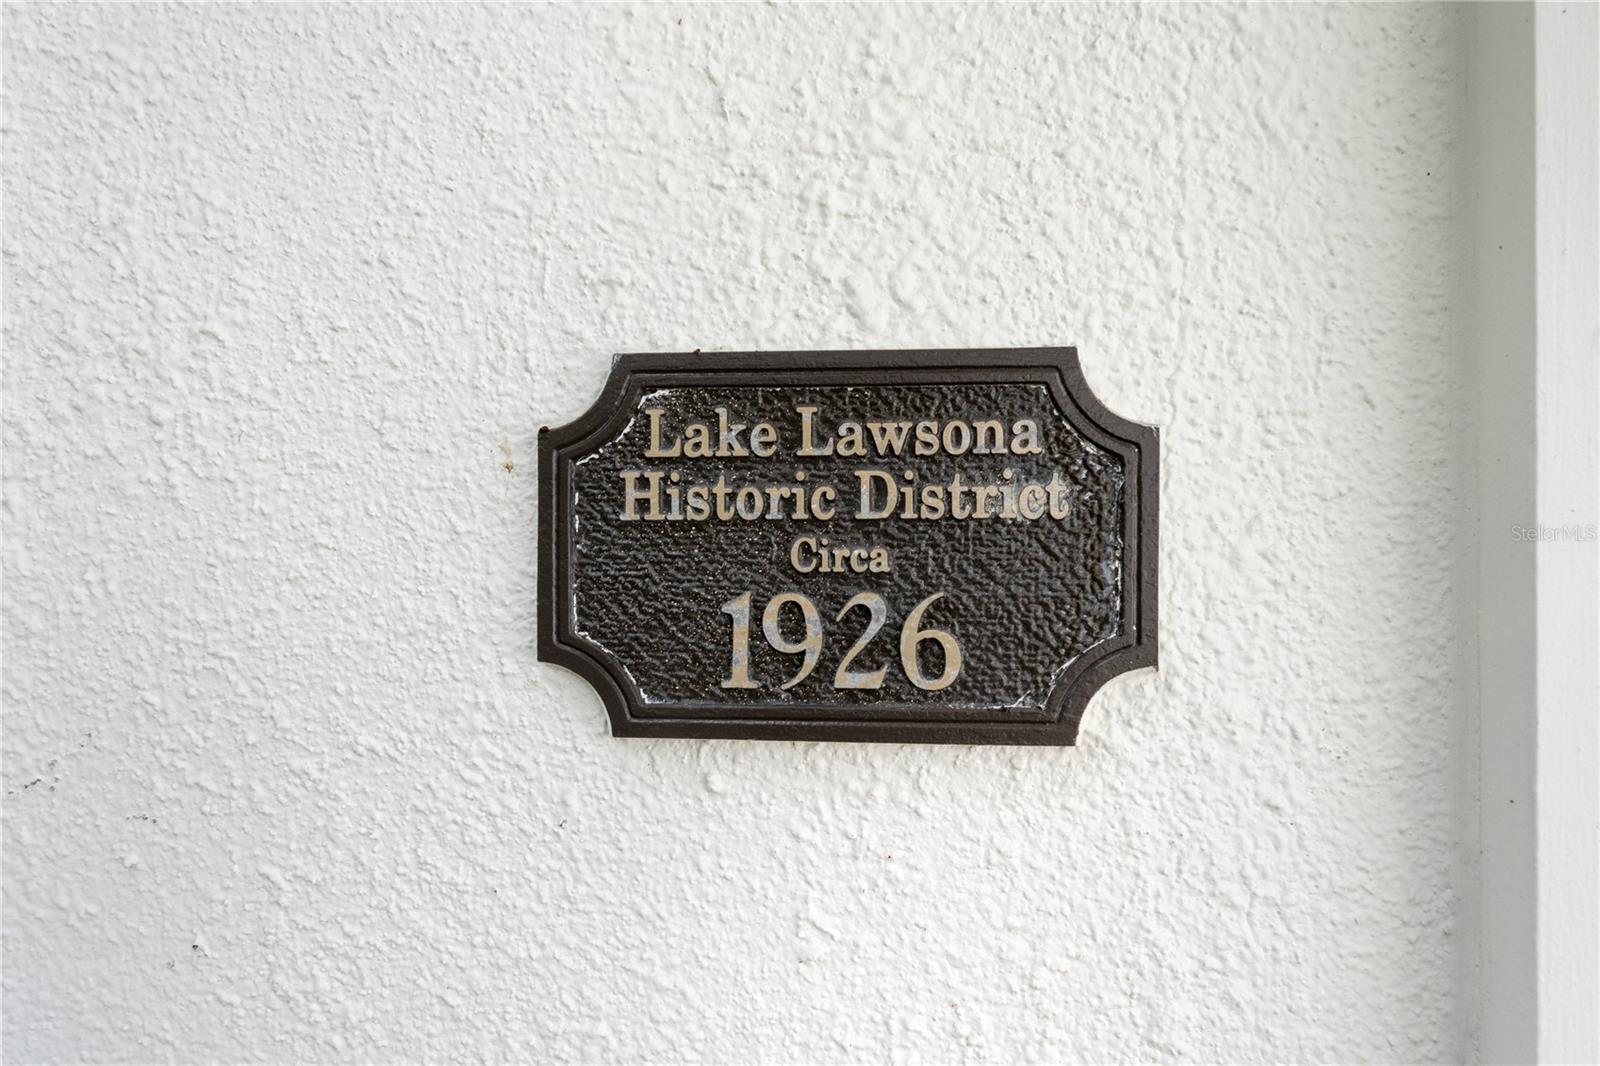 Lake Lawsona
Historic District
Circa
1926
StellarMLS